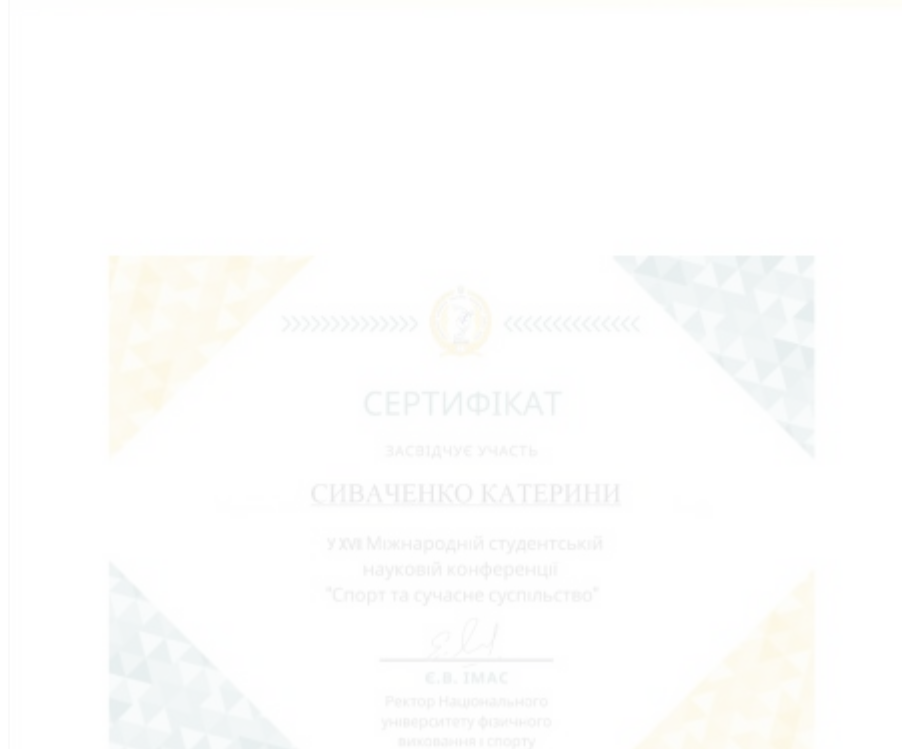 СЕРТИФІКАТ
ЗАСВІДЧУЄ УЧАСТЬ
СИВАЧЕНКО КАТЕРИНИ
У XVII Міжнародній студентській
науковій конференції
"Спорт та сучасне суспільство"
Є.В. ІМАС
Ректор Національного
університету фізичного
виховання і спорту